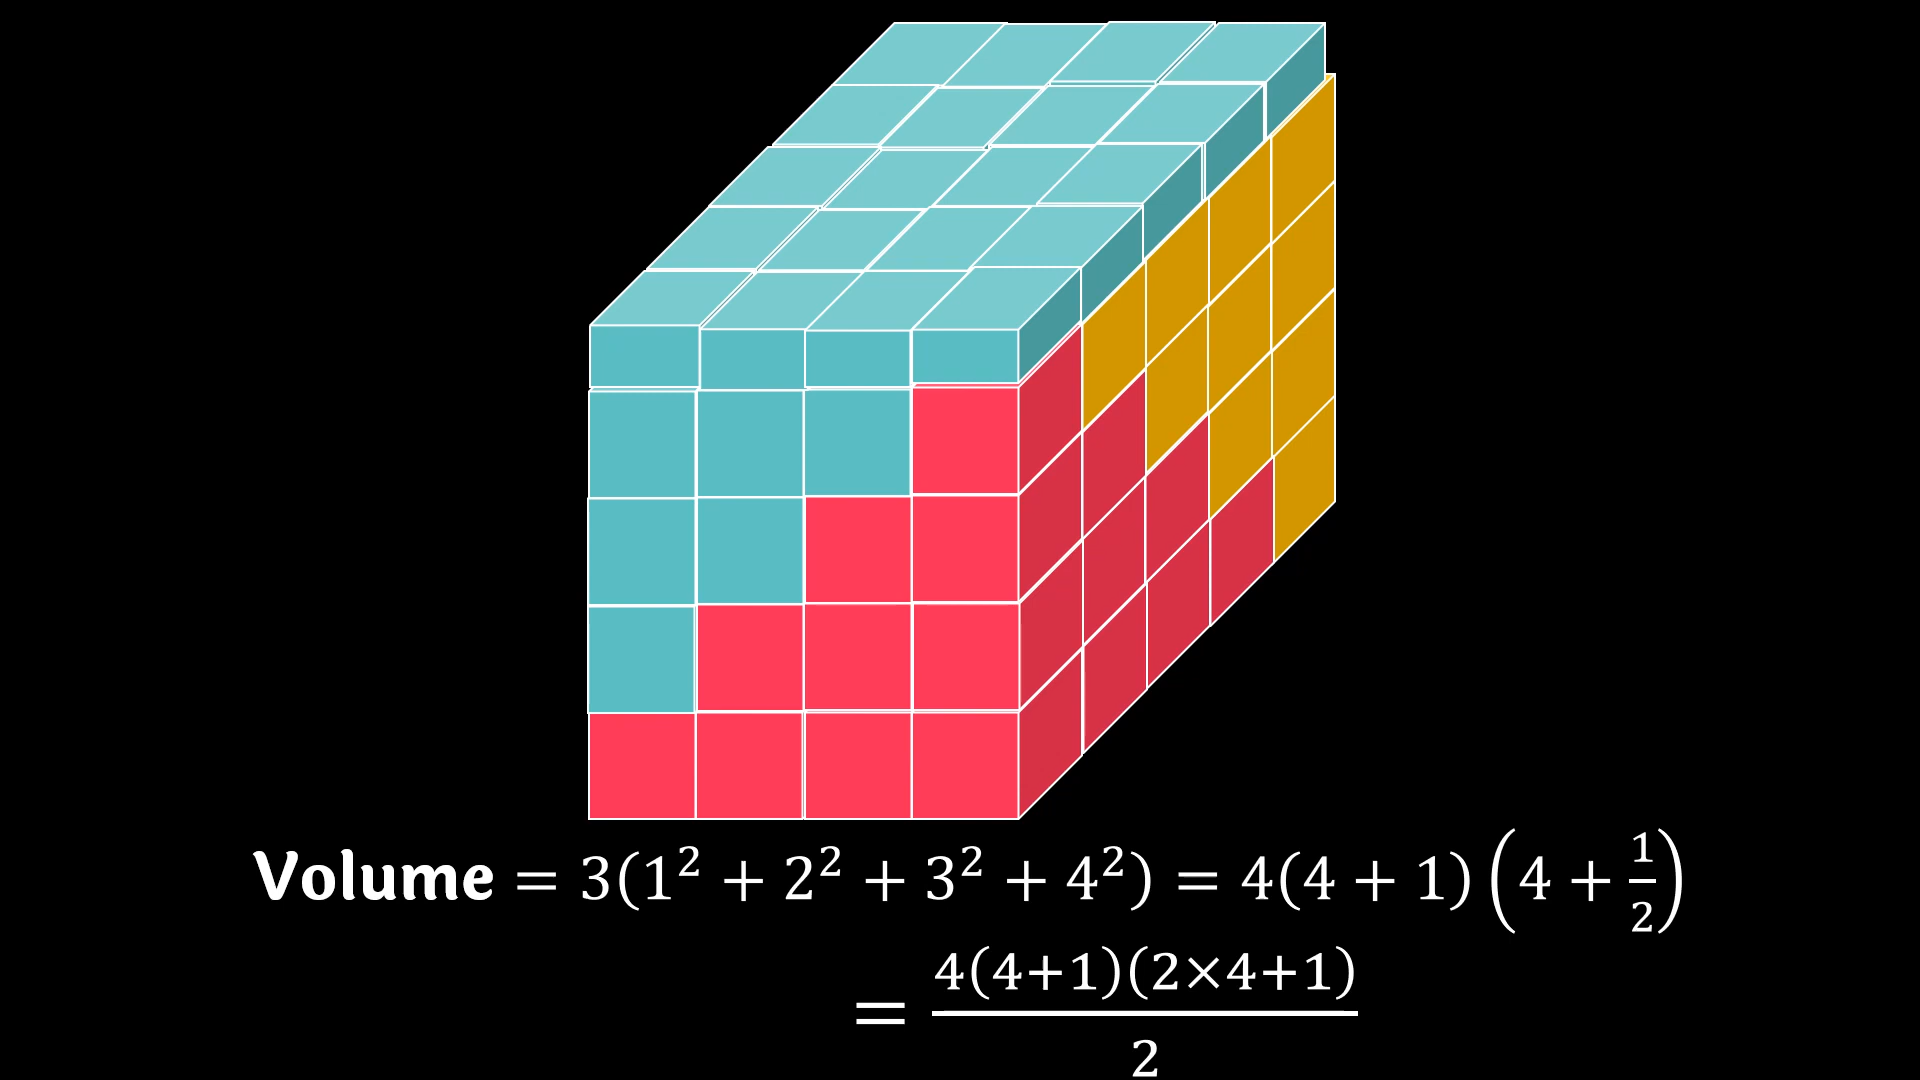 Volume = 3(1² + 2² + 3² + 4²) = 4(4 + 1)(4 + 1/2)
= 4(4+1)(2×4+1)/2